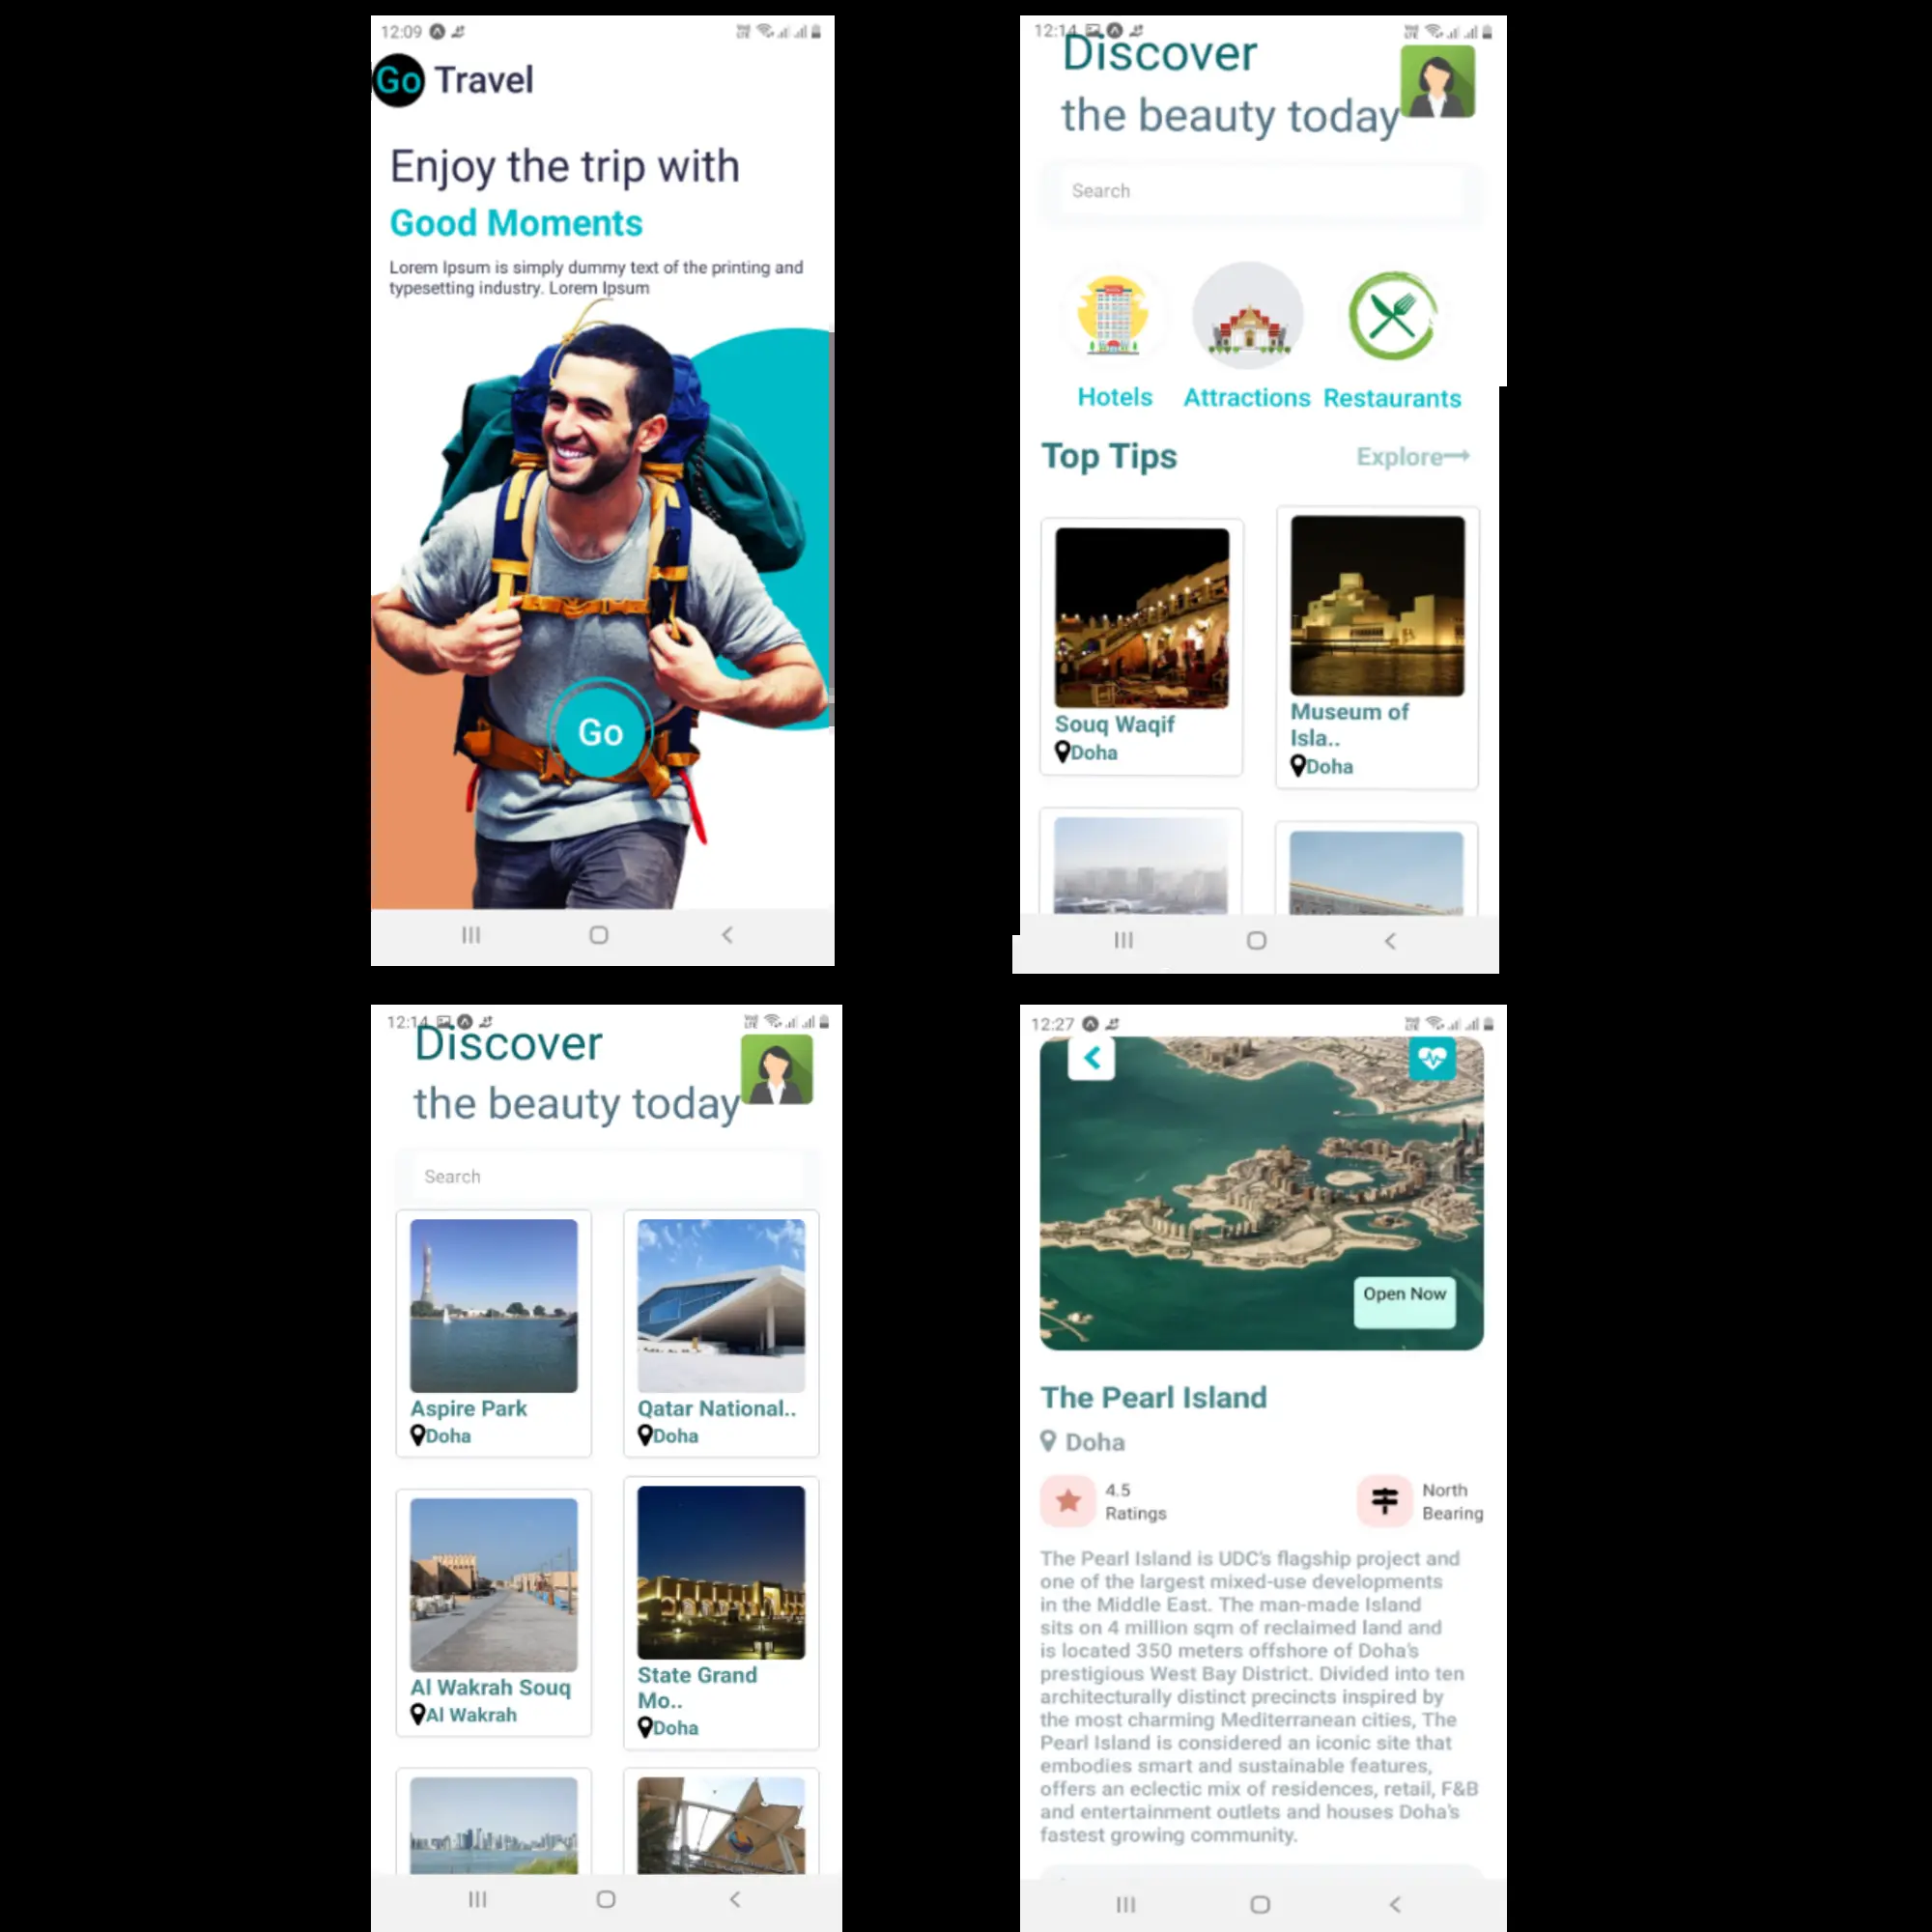 12:09
Go Travel
Enjoy the trip with
Good Moments
Lorem Ipsum is simply dummy text of the printing and
typesetting industry. Lorem Ipsum
Go
12:14
Discover
the beauty today
Search
Hotels Attractions Restaurants
Top Tips Explore
Souq Waqif
Doha
Museum of
Isla..
Doha
12:14
Discover
the beauty today
Search
Aspire Park
Doha
Qatar National..
Doha
Al Wakrah Souq
Al Wakrah
State Grand
Mo..
Doha
12:27
Open Now
The Pearl Island
Doha
4.5
Ratings
North
Bearing
The Pearl Island is UDC's flagship project and
one of the largest mixed-use developments
in the Middle East. The man-made Island
sits on 4 million sqm of reclaimed land and
is located 350 meters offshore of Doha's
prestigious West Bay District. Divided into ten
architecturally distinct precincts inspired by
the most charming Mediterranean cities, The
Pearl Island is considered an iconic site that
embodies smart and sustainable features,
offers an eclectic mix of residences, retail, F&B
and entertainment outlets and houses Doha's
fastest growing community.